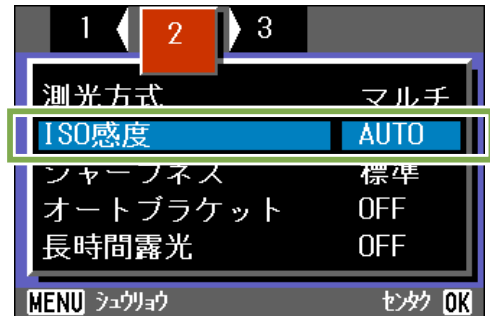 1 2 3
測光方式 マルチ
ISO感度 AUTO
シャープネス 標準
オートブラケット OFF
長時間露光 OFF
MENU シュウリョウ センタク OK